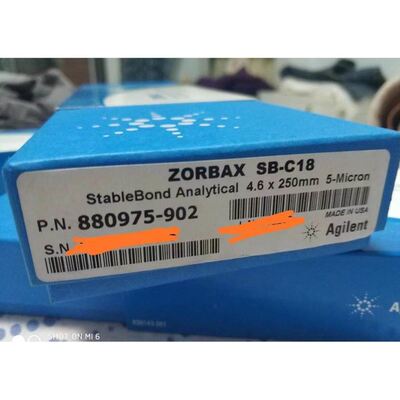 ZORBAX SB-C18
StableBond Analytical 4.6 x 250mm 5-Micron
P.N. 880975-902
S.N
MADE IN USA
Agilent
A
SHOT ON MI 6